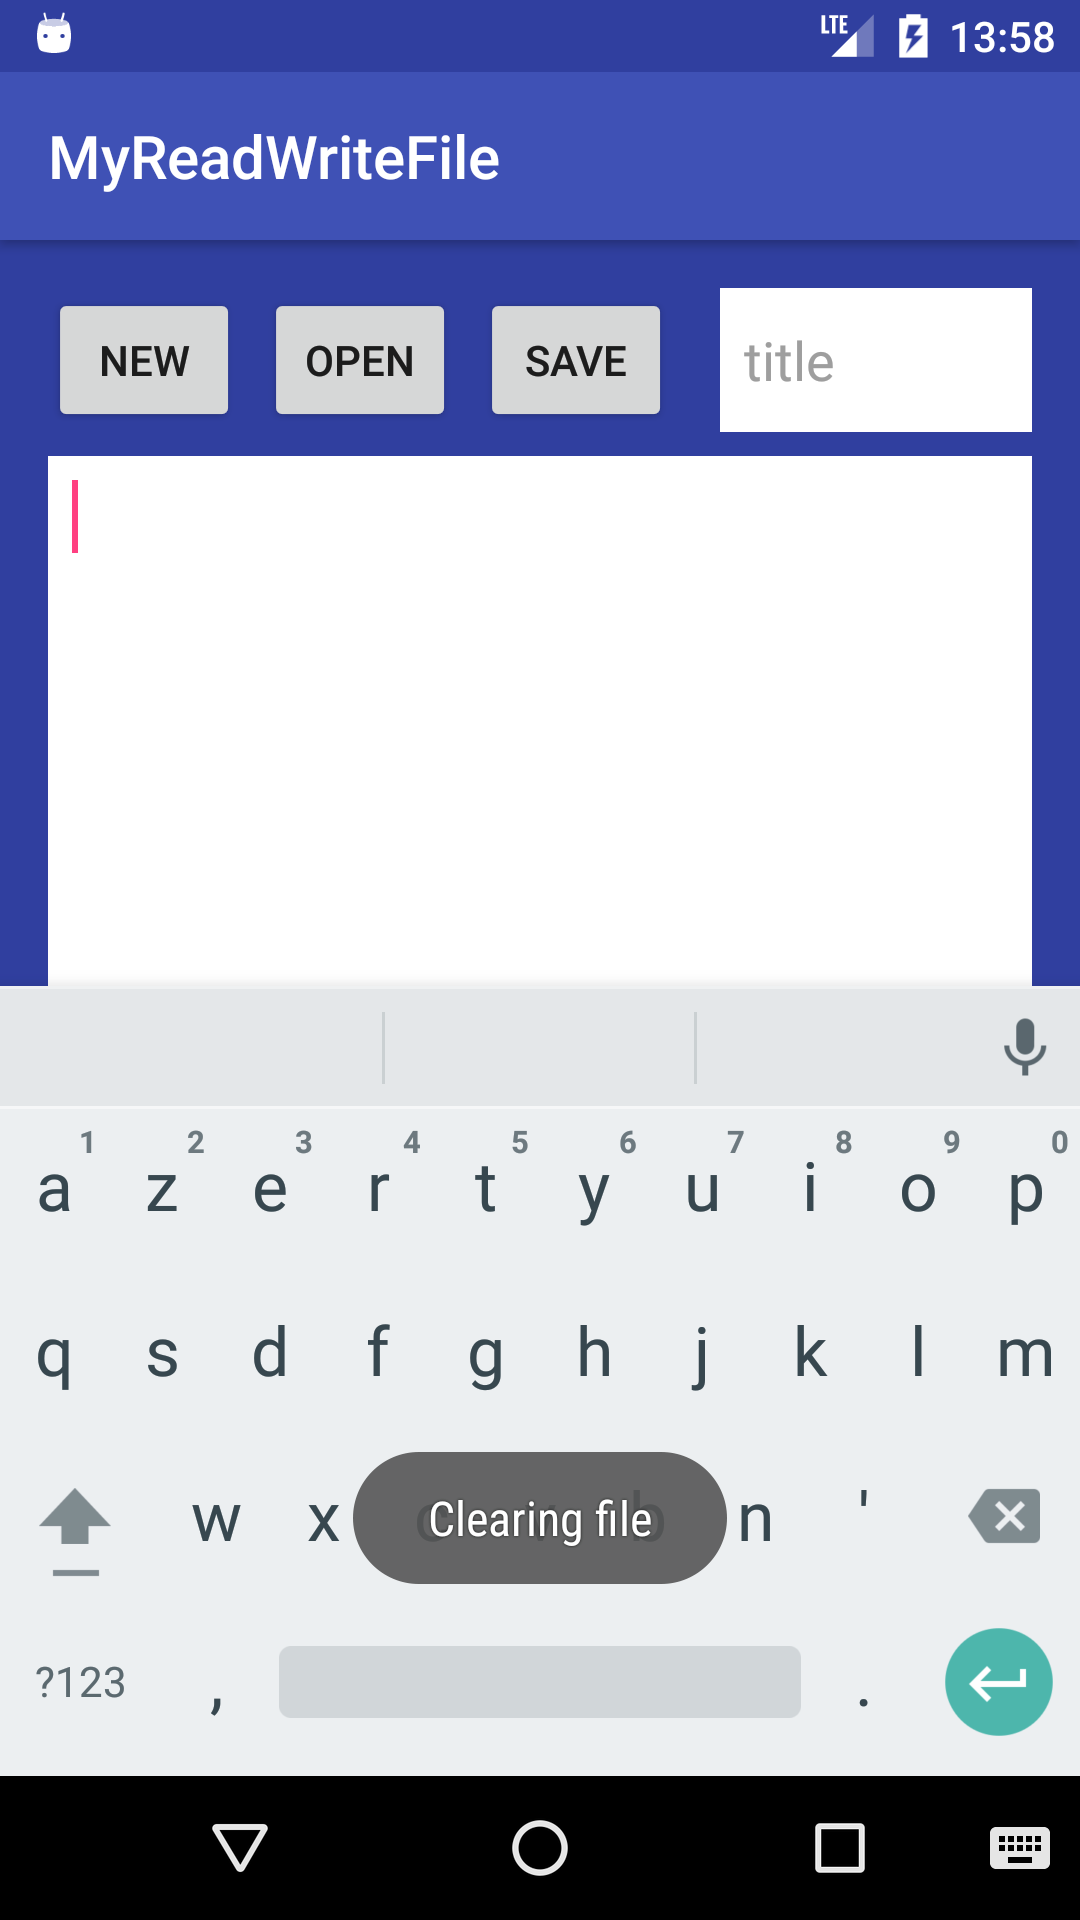 LTE 13:58
MyReadWriteFile
NEW OPEN SAVE title
1 2 3 4 5 6 7 8 9 0
a z e r t y u i o p
q s d f g h j k l m
w x c v b n '
Clearing file
?123 , .